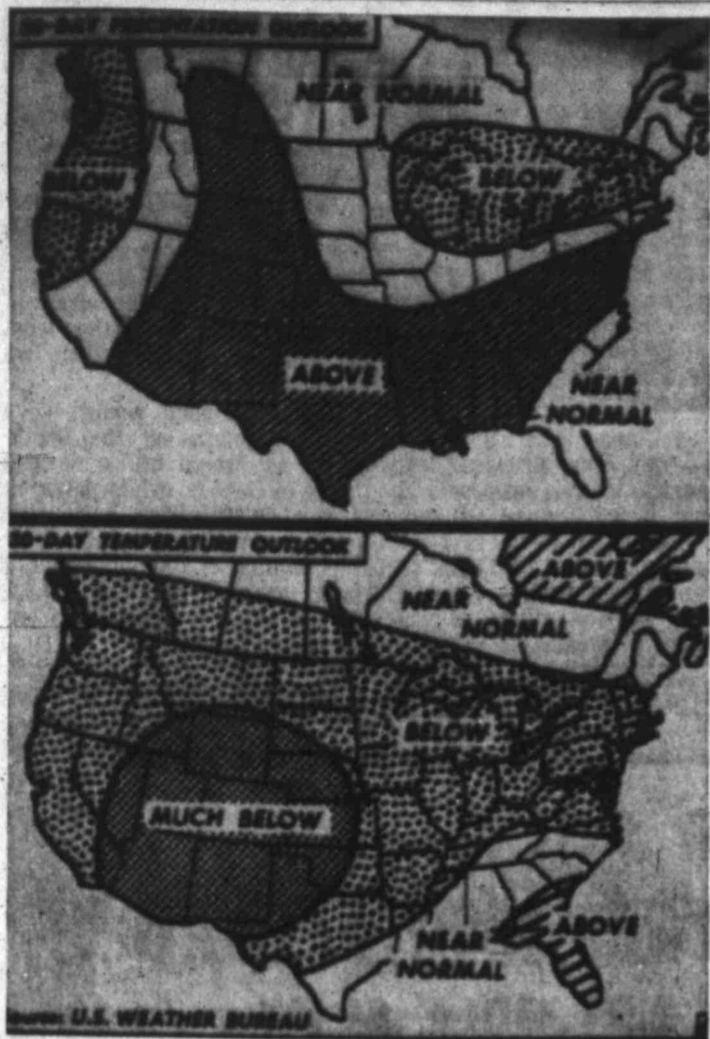 30-DAY PRECIPITATION OUTLOOK
NEAR NORMAL
BELOW
BELOW
ABOVE
NEAR
NORMAL
30-DAY TEMPERATURE OUTLOOK
ABOVE
NEAR
NORMAL
BELOW
MUCH BELOW
ABOVE
NEAR
NORMAL
Source: U.S. WEATHER BUREAU